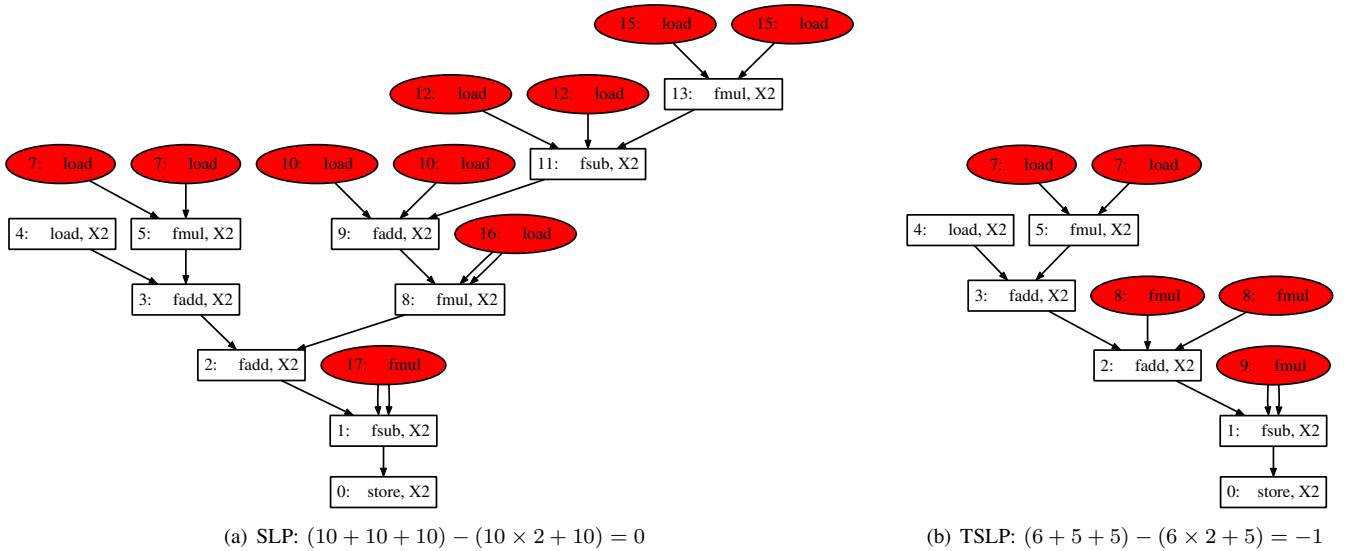 15: load
15: load
12: load
12: load
13: fmul, X2
7: load
7: load
10: load
10: load
11: fsub, X2
4: load, X2
5: fmul, X2
9: fadd, X2
16: load
3: fadd, X2
8: fmul, X2
2: fadd, X2
17: fmul
1: fsub, X2
0: store, X2
(a) SLP: (10 + 10 + 10) − (10 × 2 + 10) = 0
7: load
7: load
4: load, X2
5: fmul, X2
3: fadd, X2
8: fmul
8: fmul
2: fadd, X2
9: fmul
1: fsub, X2
0: store, X2
(b) TSLP: (6 + 5 + 5) − (6 × 2 + 5) = −1